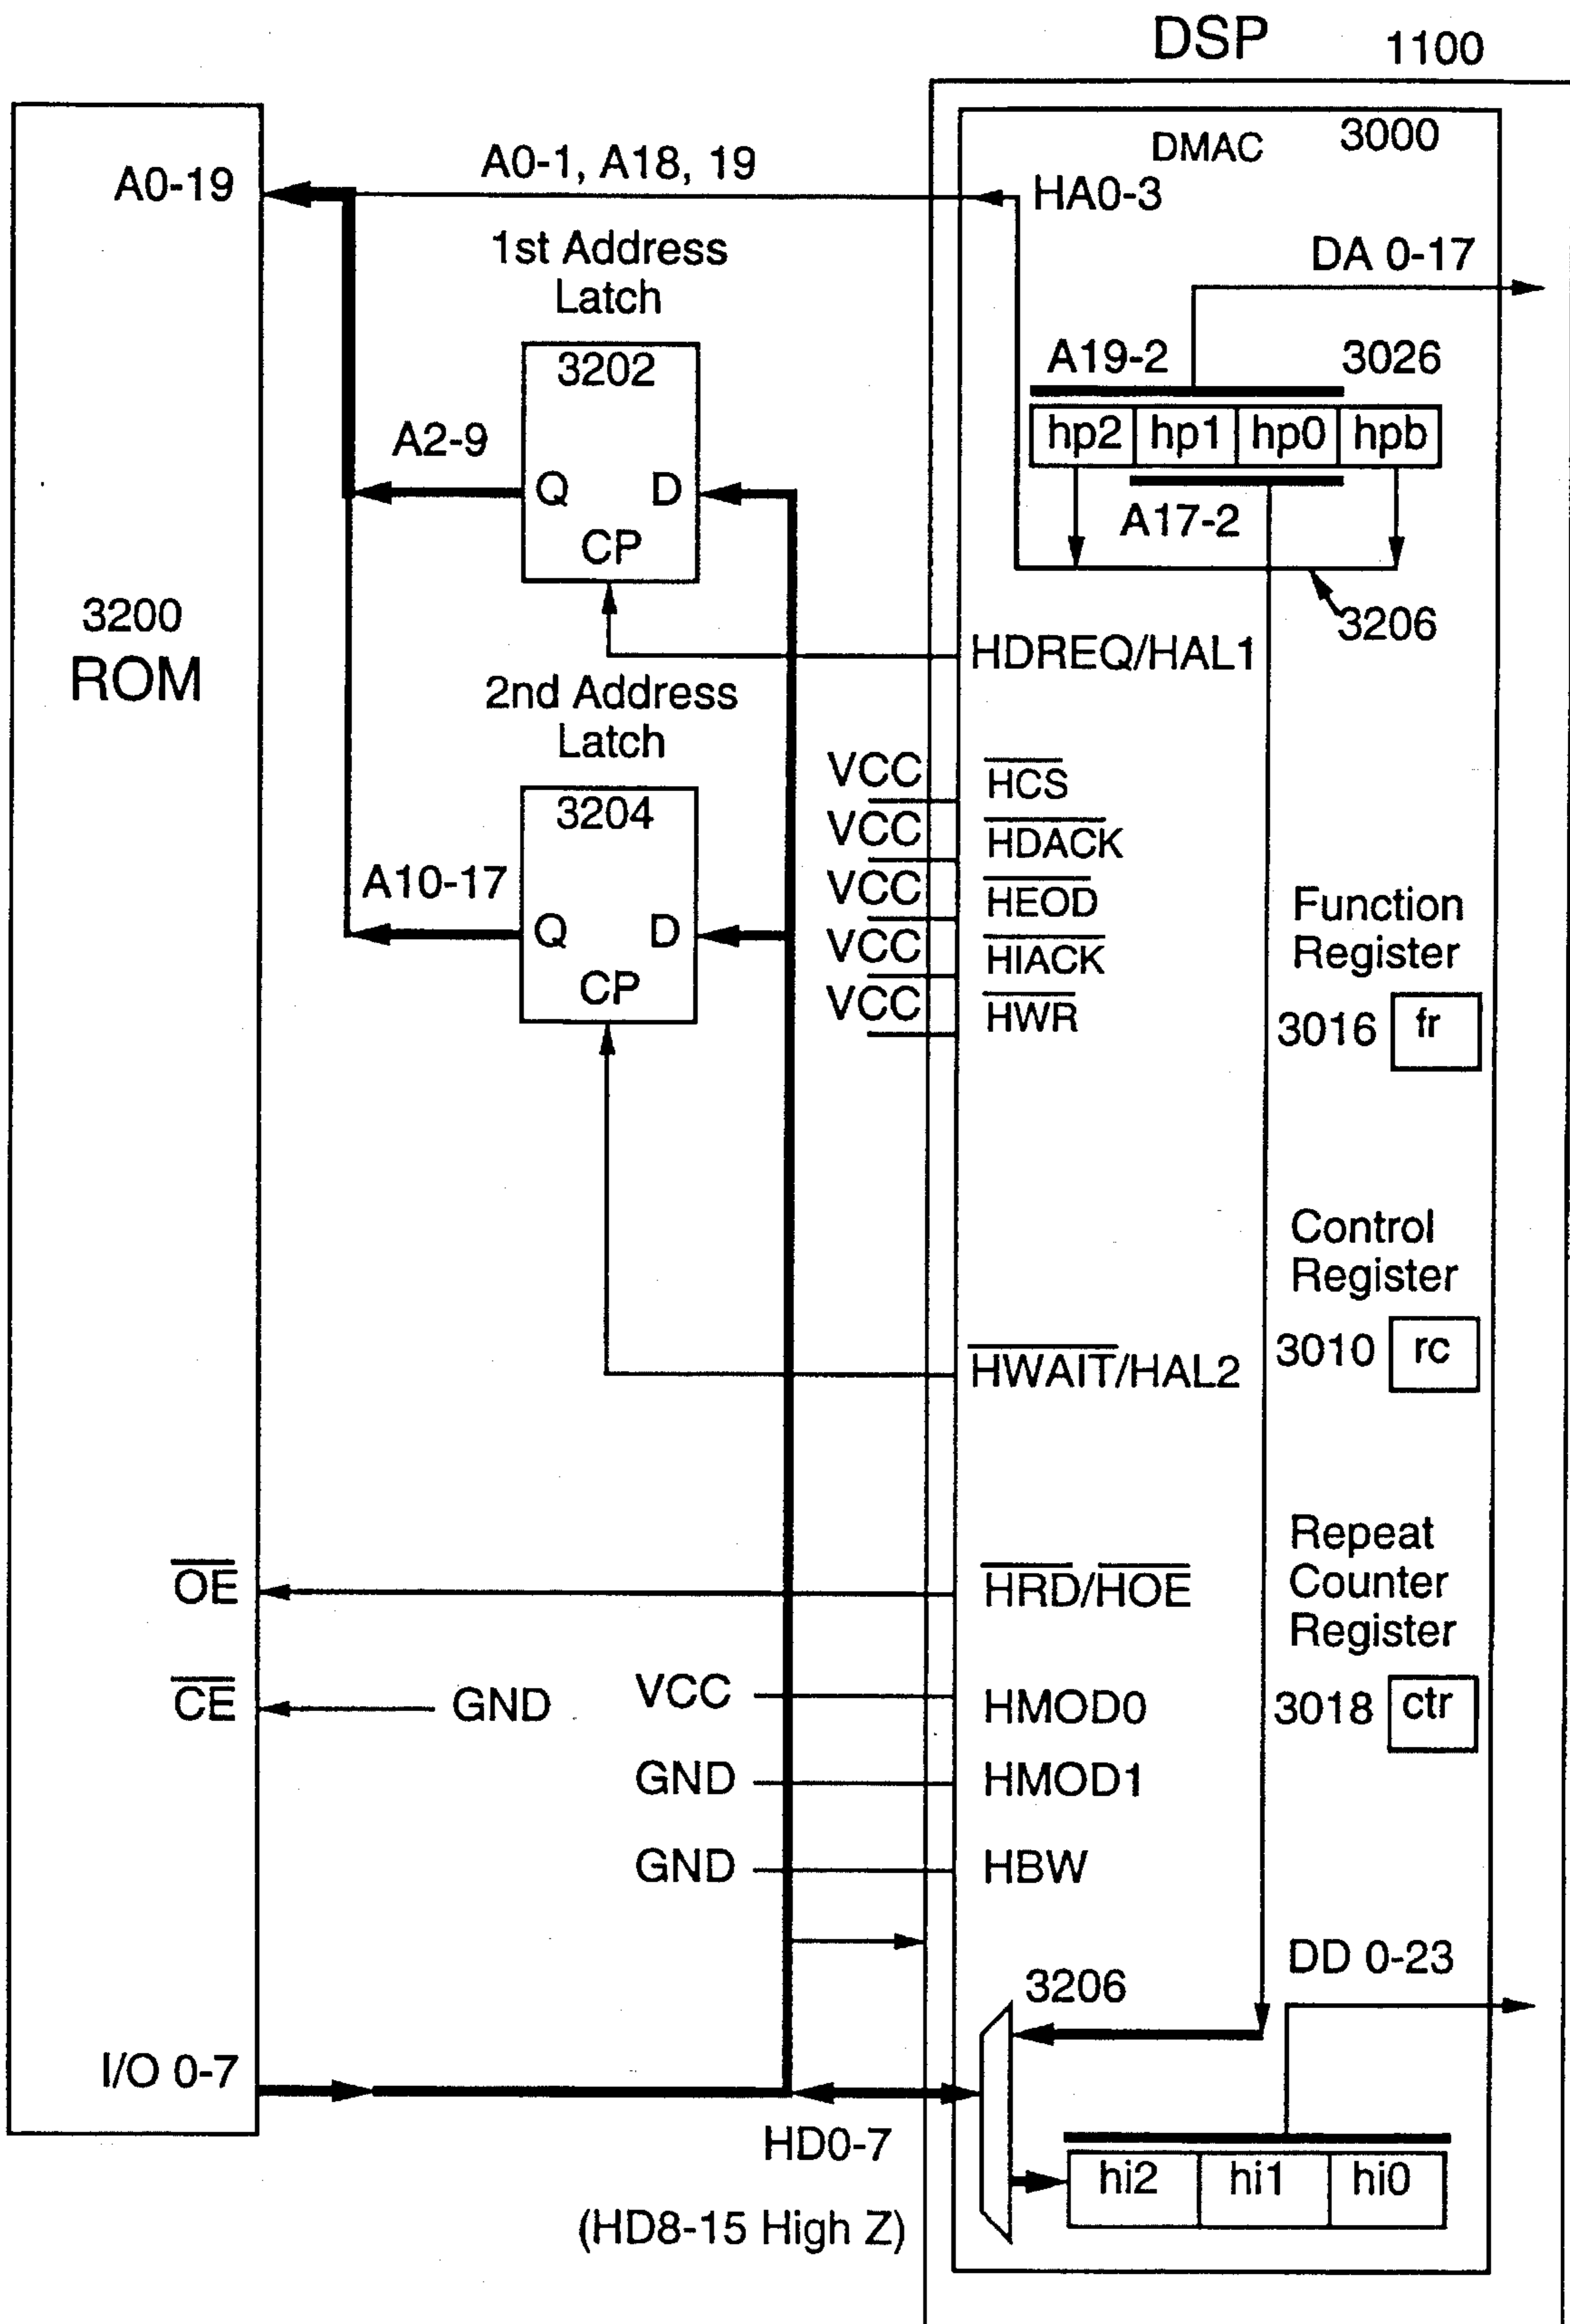 DSP 1100
DMAC 3000
A0-19
A0-1, A18, 19
HA0-3
DA 0-17
1st Address
Latch
3202
A2-9
Q D
CP
A19-2 3026
hp2 hp1 hp0 hpb
A17-2
3206
3200
ROM
HDREQ/HAL1
2nd Address
Latch
3204
A10-17
Q D
CP
VCC HCS
VCC HDACK
VCC HEOD
VCC HIACK
VCC HWR
Function
Register
3016 fr
Control
Register
3010 rc
HWAIT/HAL2
Repeat
Counter
Register
3018 ctr
OE
HRD/HOE
CE GND
VCC HMOD0
GND HMOD1
GND HBW
DD 0-23
3206
I/O 0-7
HD0-7
(HD8-15 High Z)
hi2 hi1 hi0